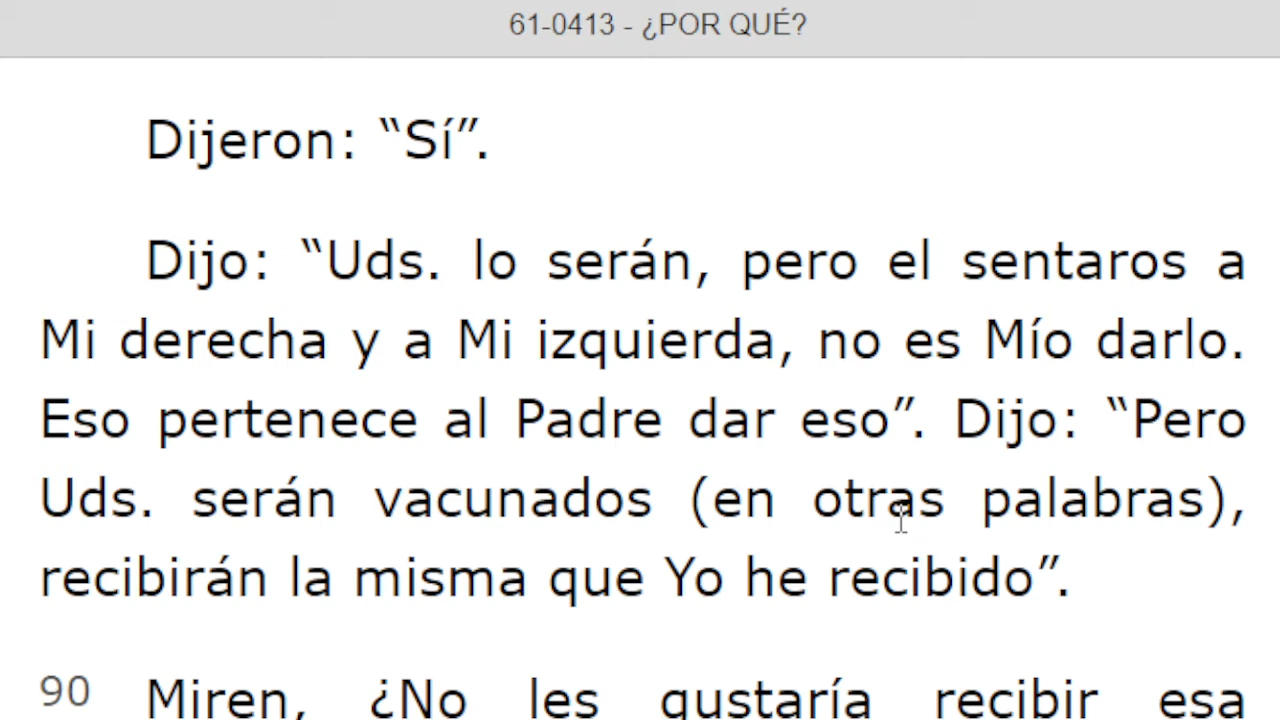 61-0413 - ¿POR QUÉ?
Dijeron: “Sí”.
Dijo: “Uds. lo serán, pero el sentaros a
Mi derecha y a Mi izquierda, no es Mío darlo.
Eso pertenece al Padre dar eso”. Dijo: “Pero
Uds. serán vacunados (en otras palabras),
recibirán la misma que Yo he recibido”.
90 Miren, ¿No les gustaría recibir esa